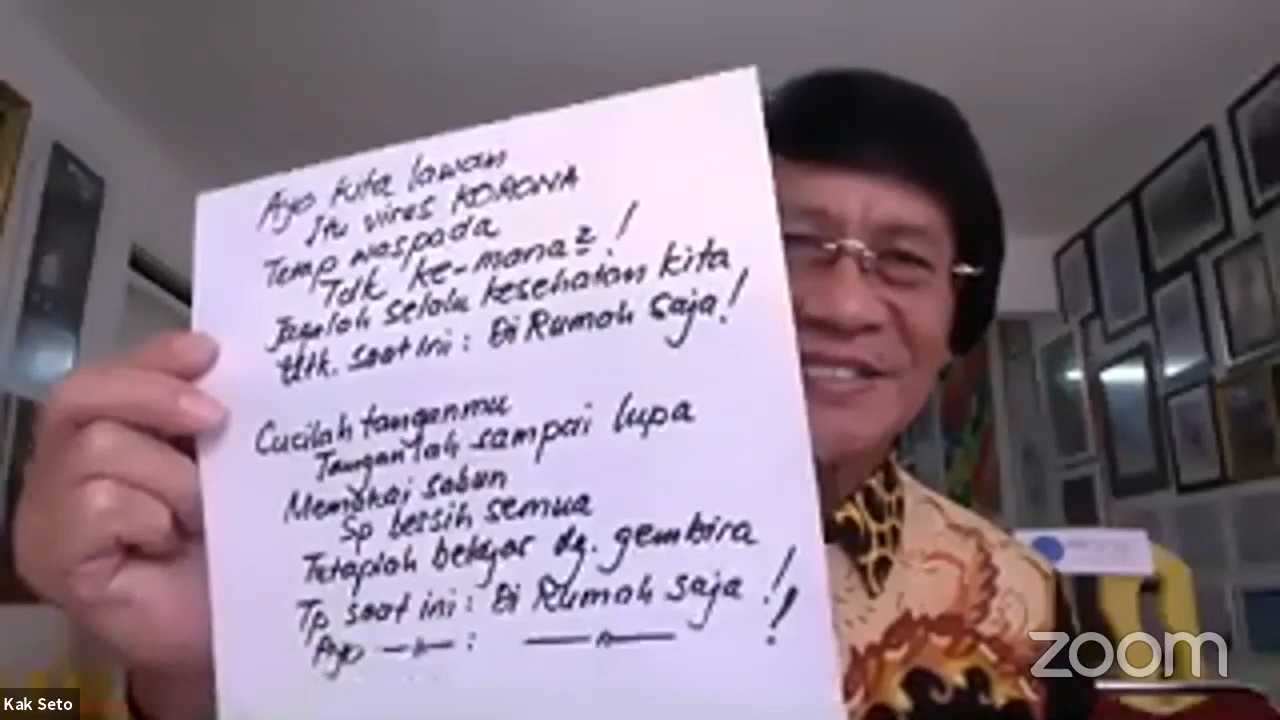 Ayo kita lawan
Itu virus KORONA
Tetap waspada
Tdk ke-mana2 !
Jagalah selalu kesehatan kita
Utk. saat ini : Di Rumah saja !
Cucilah tanganmu
Janganlah sampai lupa
Memakai sabun
Sp bersih semua
Tetaplah belajar dg. gembira
Tp saat ini : Di Rumah saja !
Ayo —〃— : —〃— !
zoom
Kak Seto